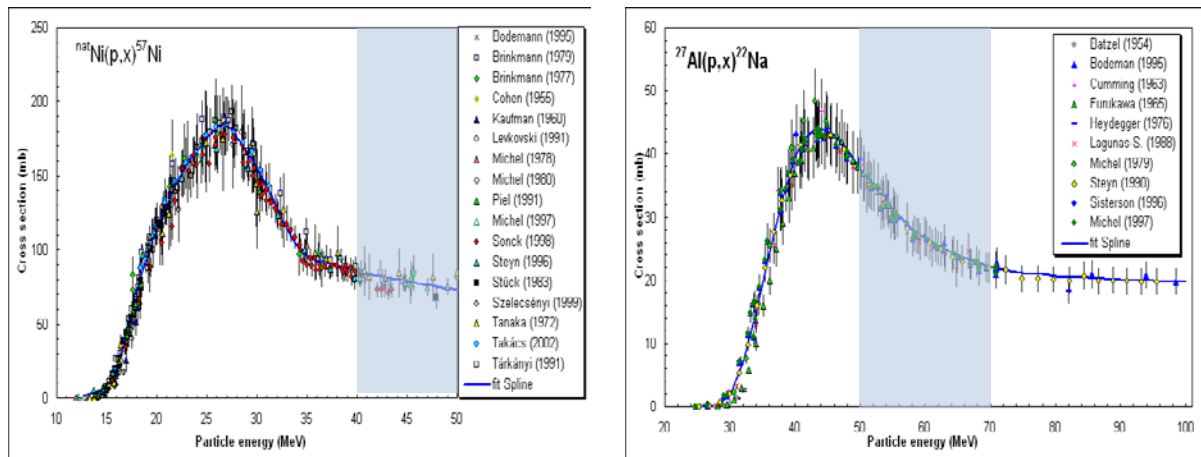 natNi(p,x)57Ni
Cross section (mb)
250
200
150
100
50
0
10 15 20 25 30 35 40 45 50
Particle energy (MeV)
Dodemann (1995)
Brinkmann (1979)
Brinkmann (1977)
Cohen (1955)
Kaufman (1960)
Levkovski (1991)
Michel (1978)
Michel (1980)
Piel (1991)
Michel (1997)
Sonck (1998)
Steyn (1996)
Stück (1983)
Szelecsényi (1999)
Tanaka (1972)
Takács (2002)
Tárkányi (1991)
fit Spline
27Al(p,x)22Na
Cross section (mb)
60
50
40
30
20
10
0
20 30 40 50 60 70 80 90 100
Particle energy (MeV)
Batzel (1954)
Bodeman (1995)
Cumming (1963)
Furukawa (1965)
Heydegger (1976)
Lagunas-S. (1988)
Michel (1979)
Steyn (1990)
Sisterson (1996)
Michel (1997)
fit Spline